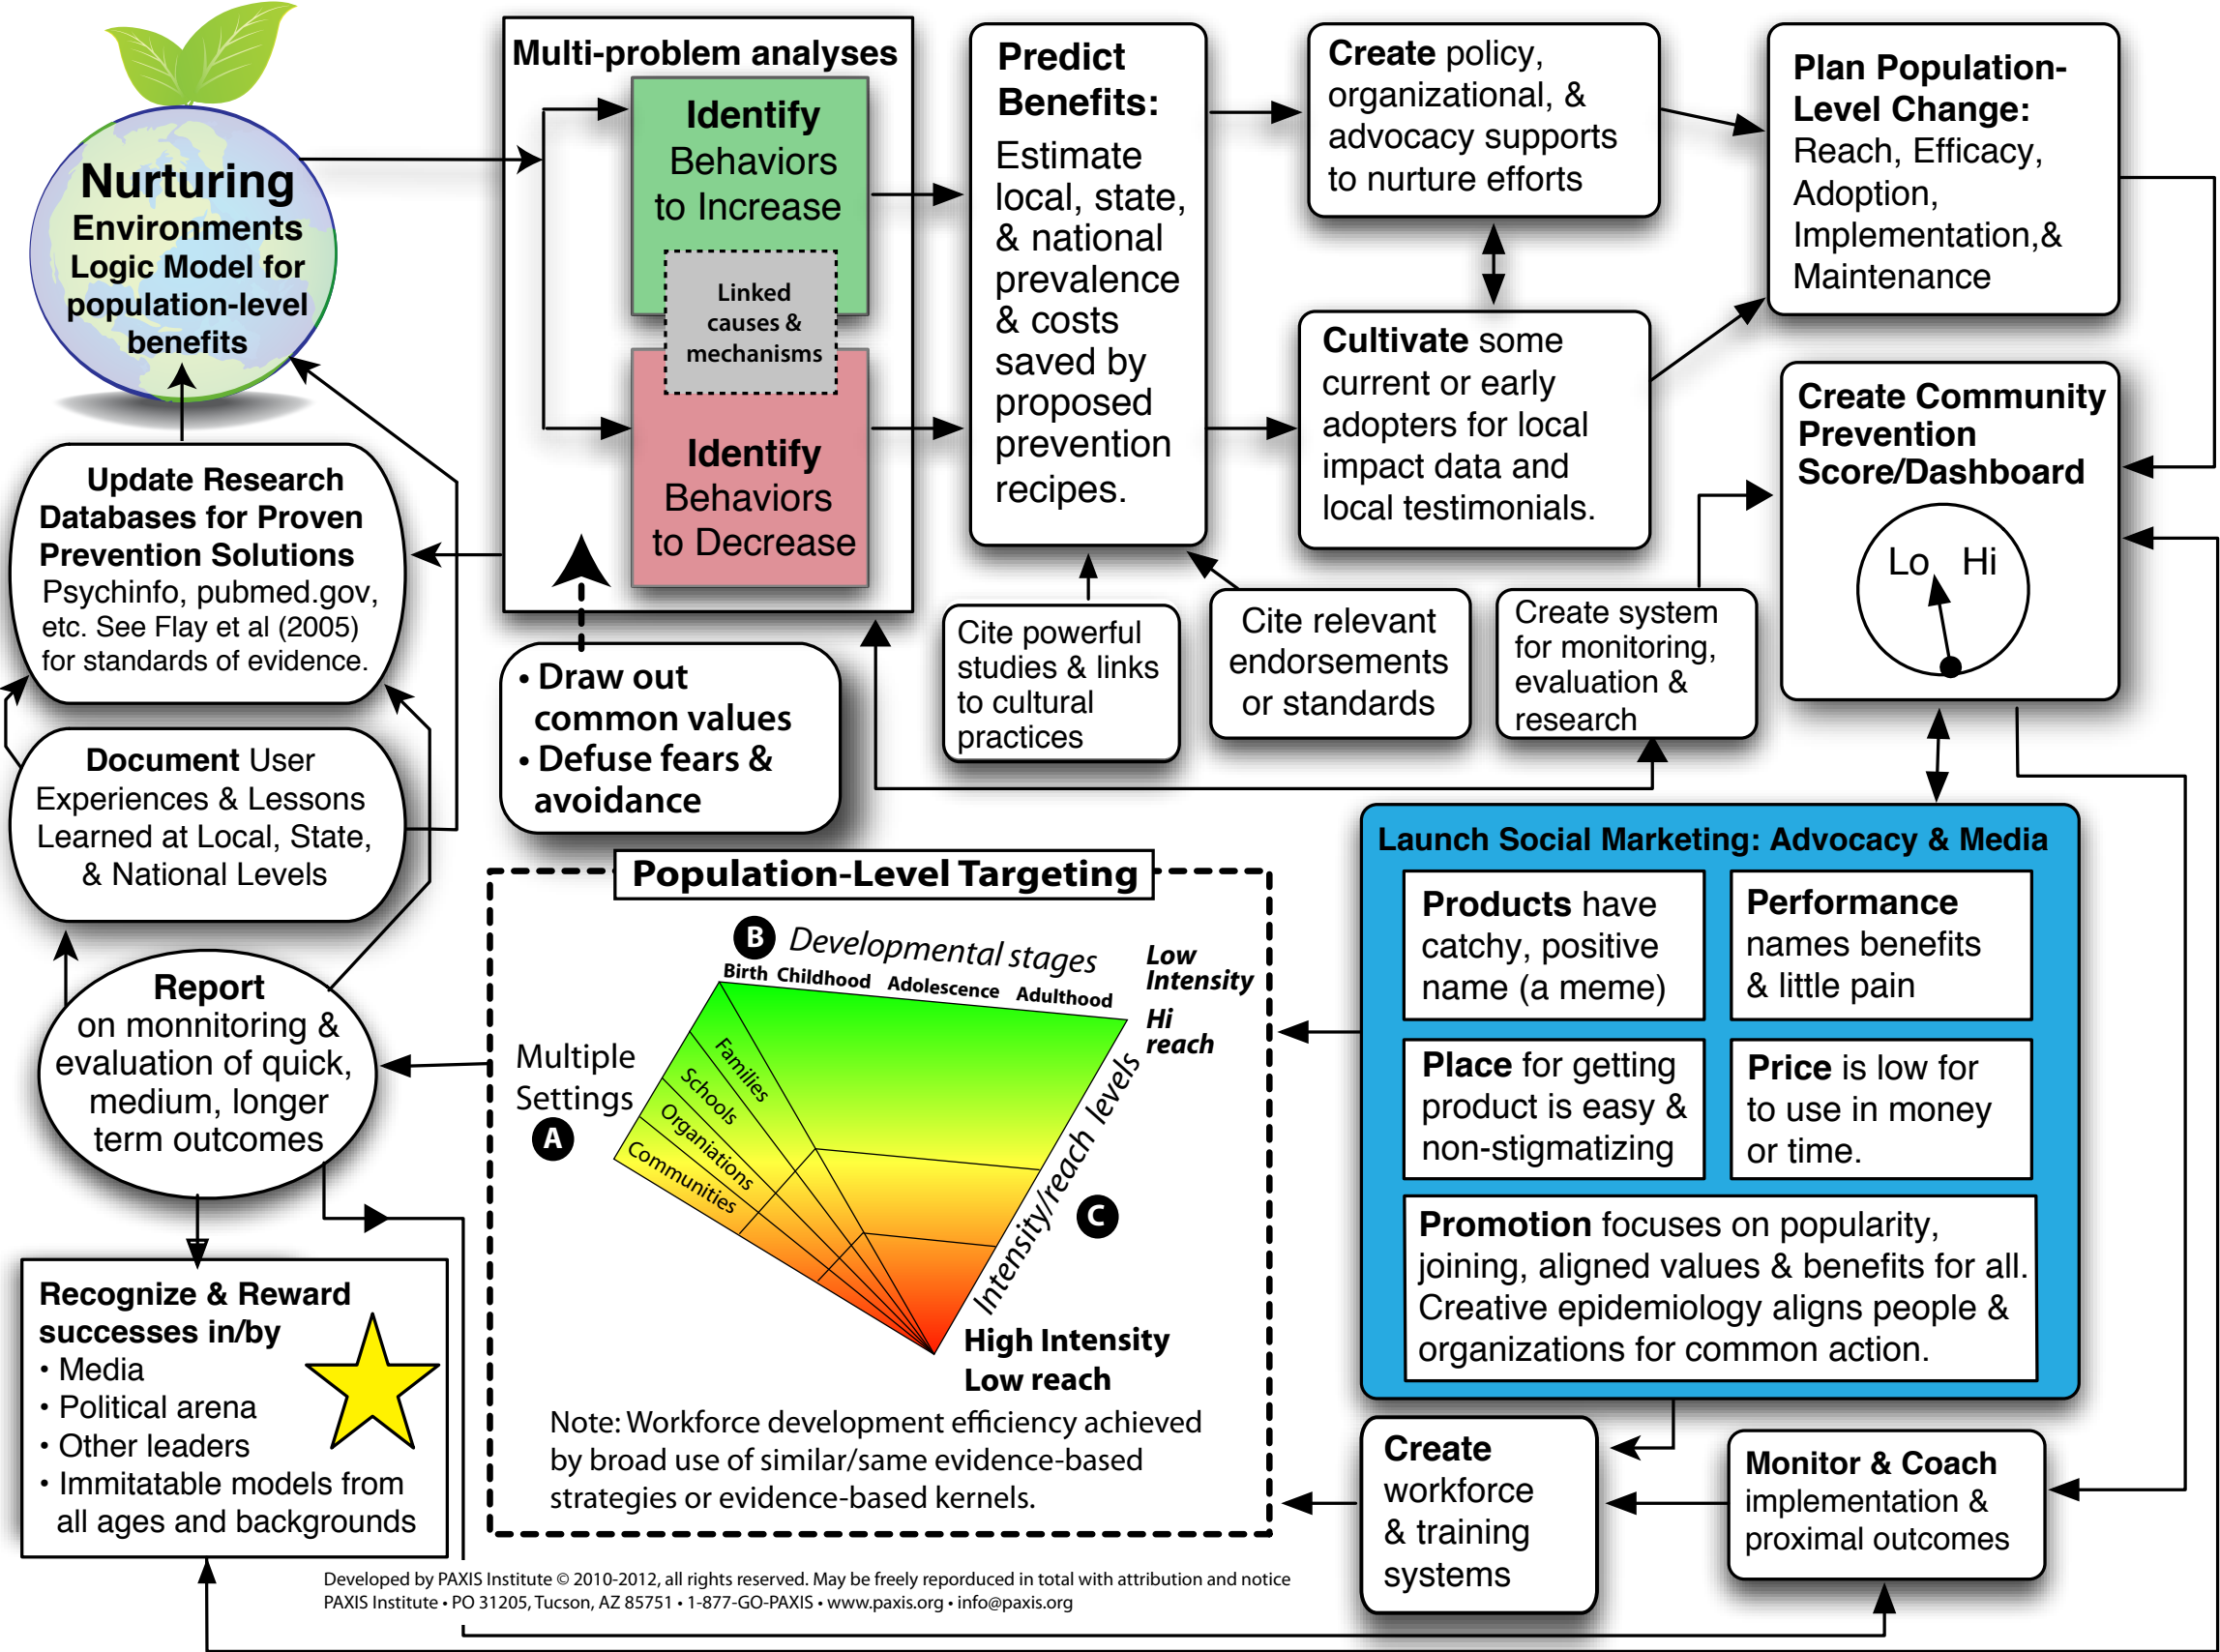 Nurturing
Environments
Logic Model for
population-level
benefits
Multi-problem analyses
Identify
Behaviors
to Increase
Linked
causes &
mechanisms
Identify
Behaviors
to Decrease
Predict
Benefits:
Estimate
local, state,
& national
prevalence
& costs
saved by
proposed
prevention
recipes.
Create policy,
organizational, &
advocacy supports
to nurture efforts
Cultivate some
current or early
adopters for local
impact data and
local testimonials.
Plan Population-
Level Change:
Reach, Efficacy,
Adoption,
Implementation,&
Maintenance
Create Community
Prevention
Score/Dashboard
Lo Hi
Update Research
Databases for Proven
Prevention Solutions
Psychinfo, pubmed.gov,
etc. See Flay et al (2005)
for standards of evidence.
• Draw out
common values
• Defuse fears &
avoidance
Cite powerful
studies & links
to cultural
practices
Cite relevant
endorsements
or standards
Create system
for monitoring,
evaluation &
research
Document User
Experiences & Lessons
Learned at Local, State,
& National Levels
Report
on monnitoring &
evaluation of quick,
medium, longer
term outcomes
Recognize & Reward
successes in/by
• Media
• Political arena
• Other leaders
• Immitatable models from
all ages and backgrounds
Population-Level Targeting
B Developmental stages
Birth Childhood Adolescence Adulthood
Low
Intensity
Hi
reach
Multiple
Settings
A
Families
Schools
Organiations
Communities
Intensity/reach levels
C
High Intensity
Low reach
Note: Workforce development efficiency achieved
by broad use of similar/same evidence-based
strategies or evidence-based kernels.
Launch Social Marketing: Advocacy & Media
Products have
catchy, positive
name (a meme)
Performance
names benefits
& little pain
Place for getting
product is easy &
non-stigmatizing
Price is low for
to use in money
or time.
Promotion focuses on popularity,
joining, aligned values & benefits for all.
Creative epidemiology aligns people &
organizations for common action.
Create
workforce
& training
systems
Monitor & Coach
implementation &
proximal outcomes
Developed by PAXIS Institute © 2010-2012, all rights reserved. May be freely reporduced in total with attribution and notice
PAXIS Institute • PO 31205, Tucson, AZ 85751 • 1-877-GO-PAXIS • www.paxis.org • info@paxis.org